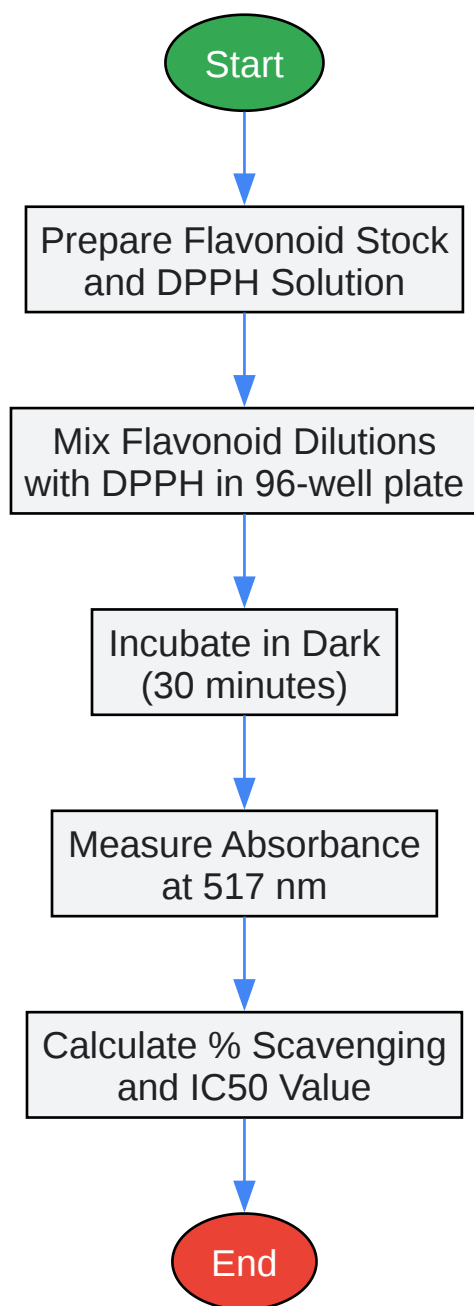 Start
Prepare Flavonoid Stock
and DPPH Solution
Mix Flavonoid Dilutions
with DPPH in 96-well plate
Incubate in Dark
(30 minutes)
Measure Absorbance
at 517 nm
Calculate % Scavenging
and IC50 Value
End